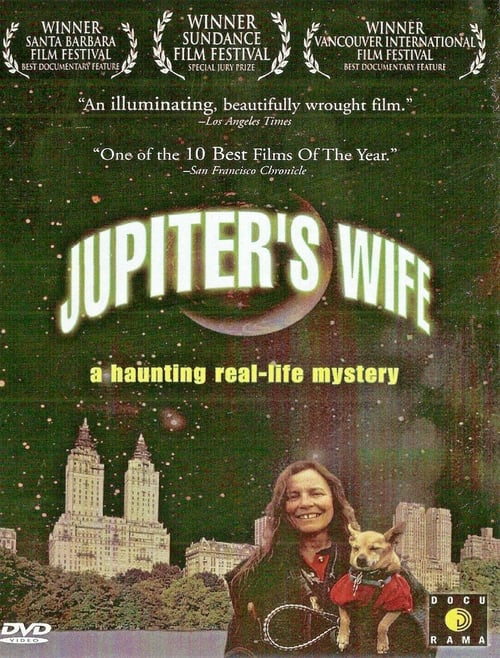 WINNER
SANTA BARBARA
FILM FESTIVAL
BEST DOCUMENTARY FEATURE
WINNER
SUNDANCE
FILM FESTIVAL
SPECIAL JURY PRIZE
WINNER
VANCOUVER INTERNATIONAL
FILM FESTIVAL
BEST DOCUMENTARY FEATURE
"An illuminating, beautifully wrought film."
–Los Angeles Times
"One of the 10 Best Films Of The Year."
–San Francisco Chronicle
JUPITER'S WIFE
a haunting real-life mystery
DVD
VIDEO
DOCU
RAMA